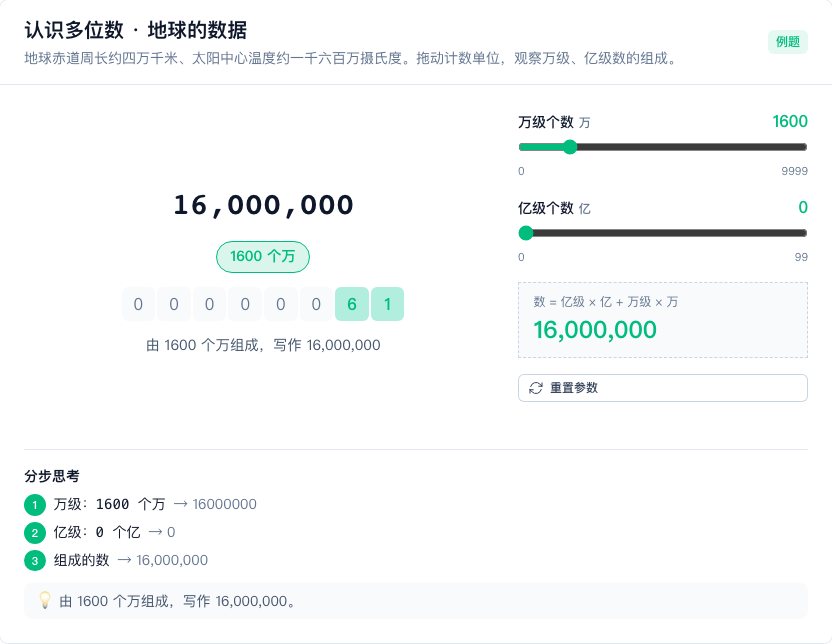 认识多位数 · 地球的数据
地球赤道周长约四万千米、太阳中心温度约一千六百万摄氏度。拖动计数单位，观察万级、亿级数的组成。
例题
16,000,000
1600 个万
0 0 0 0 0 0 6 1
由 1600 个万组成，写作 16,000,000
万级个数 万 1600
0 9999
亿级个数 亿 0
0 99
数 = 亿级 × 亿 + 万级 × 万
16,000,000
重置参数
分步思考
1 万级：1600 个万 → 16000000
2 亿级：0 个亿 → 0
3 组成的数 → 16,000,000
💡 由 1600 个万组成，写作 16,000,000。